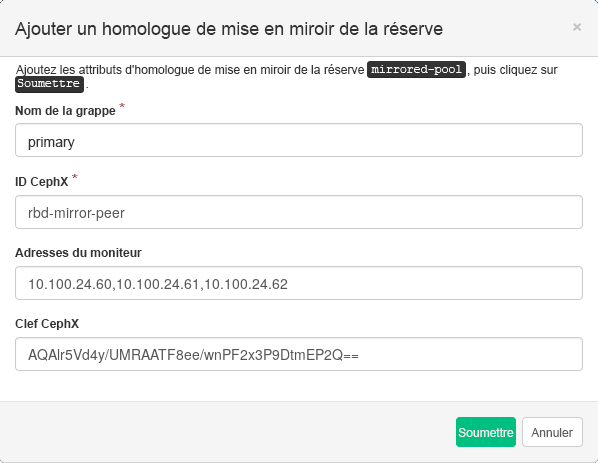 Ajouter un homologue de mise en miroir de la réserve ×
Ajoutez les attributs d'homologue de mise en miroir de la réserve mirrored-pool, puis cliquez sur
Soumettre.
Nom de la grappe *
primary
ID CephX *
rbd-mirror-peer
Adresses du moniteur
10.100.24.60,10.100.24.61,10.100.24.62
Clef CephX
AQAlr5Vd4y/UMRAATF8ee/wnPF2x3P9DtmEP2Q==
Soumettre Annuler